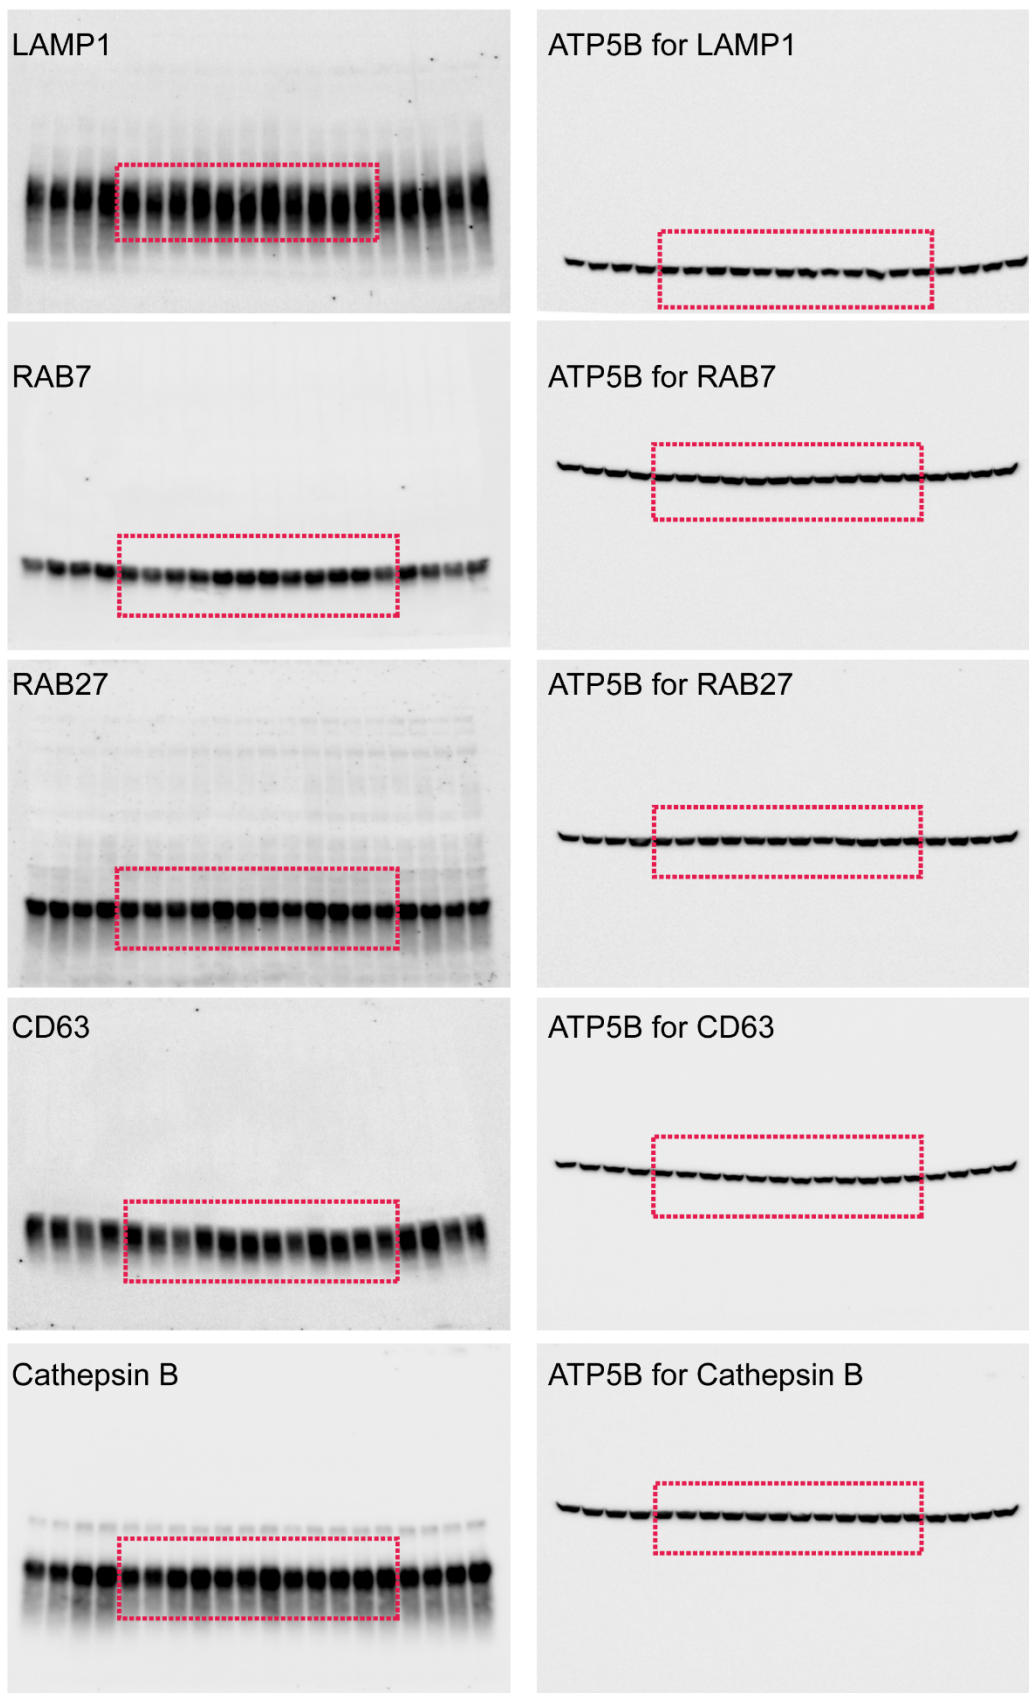 LAMP1
ATP5B for LAMP1
RAB7
ATP5B for RAB7
RAB27
ATP5B for RAB27
CD63
ATP5B for CD63
Cathepsin B
ATP5B for Cathepsin B